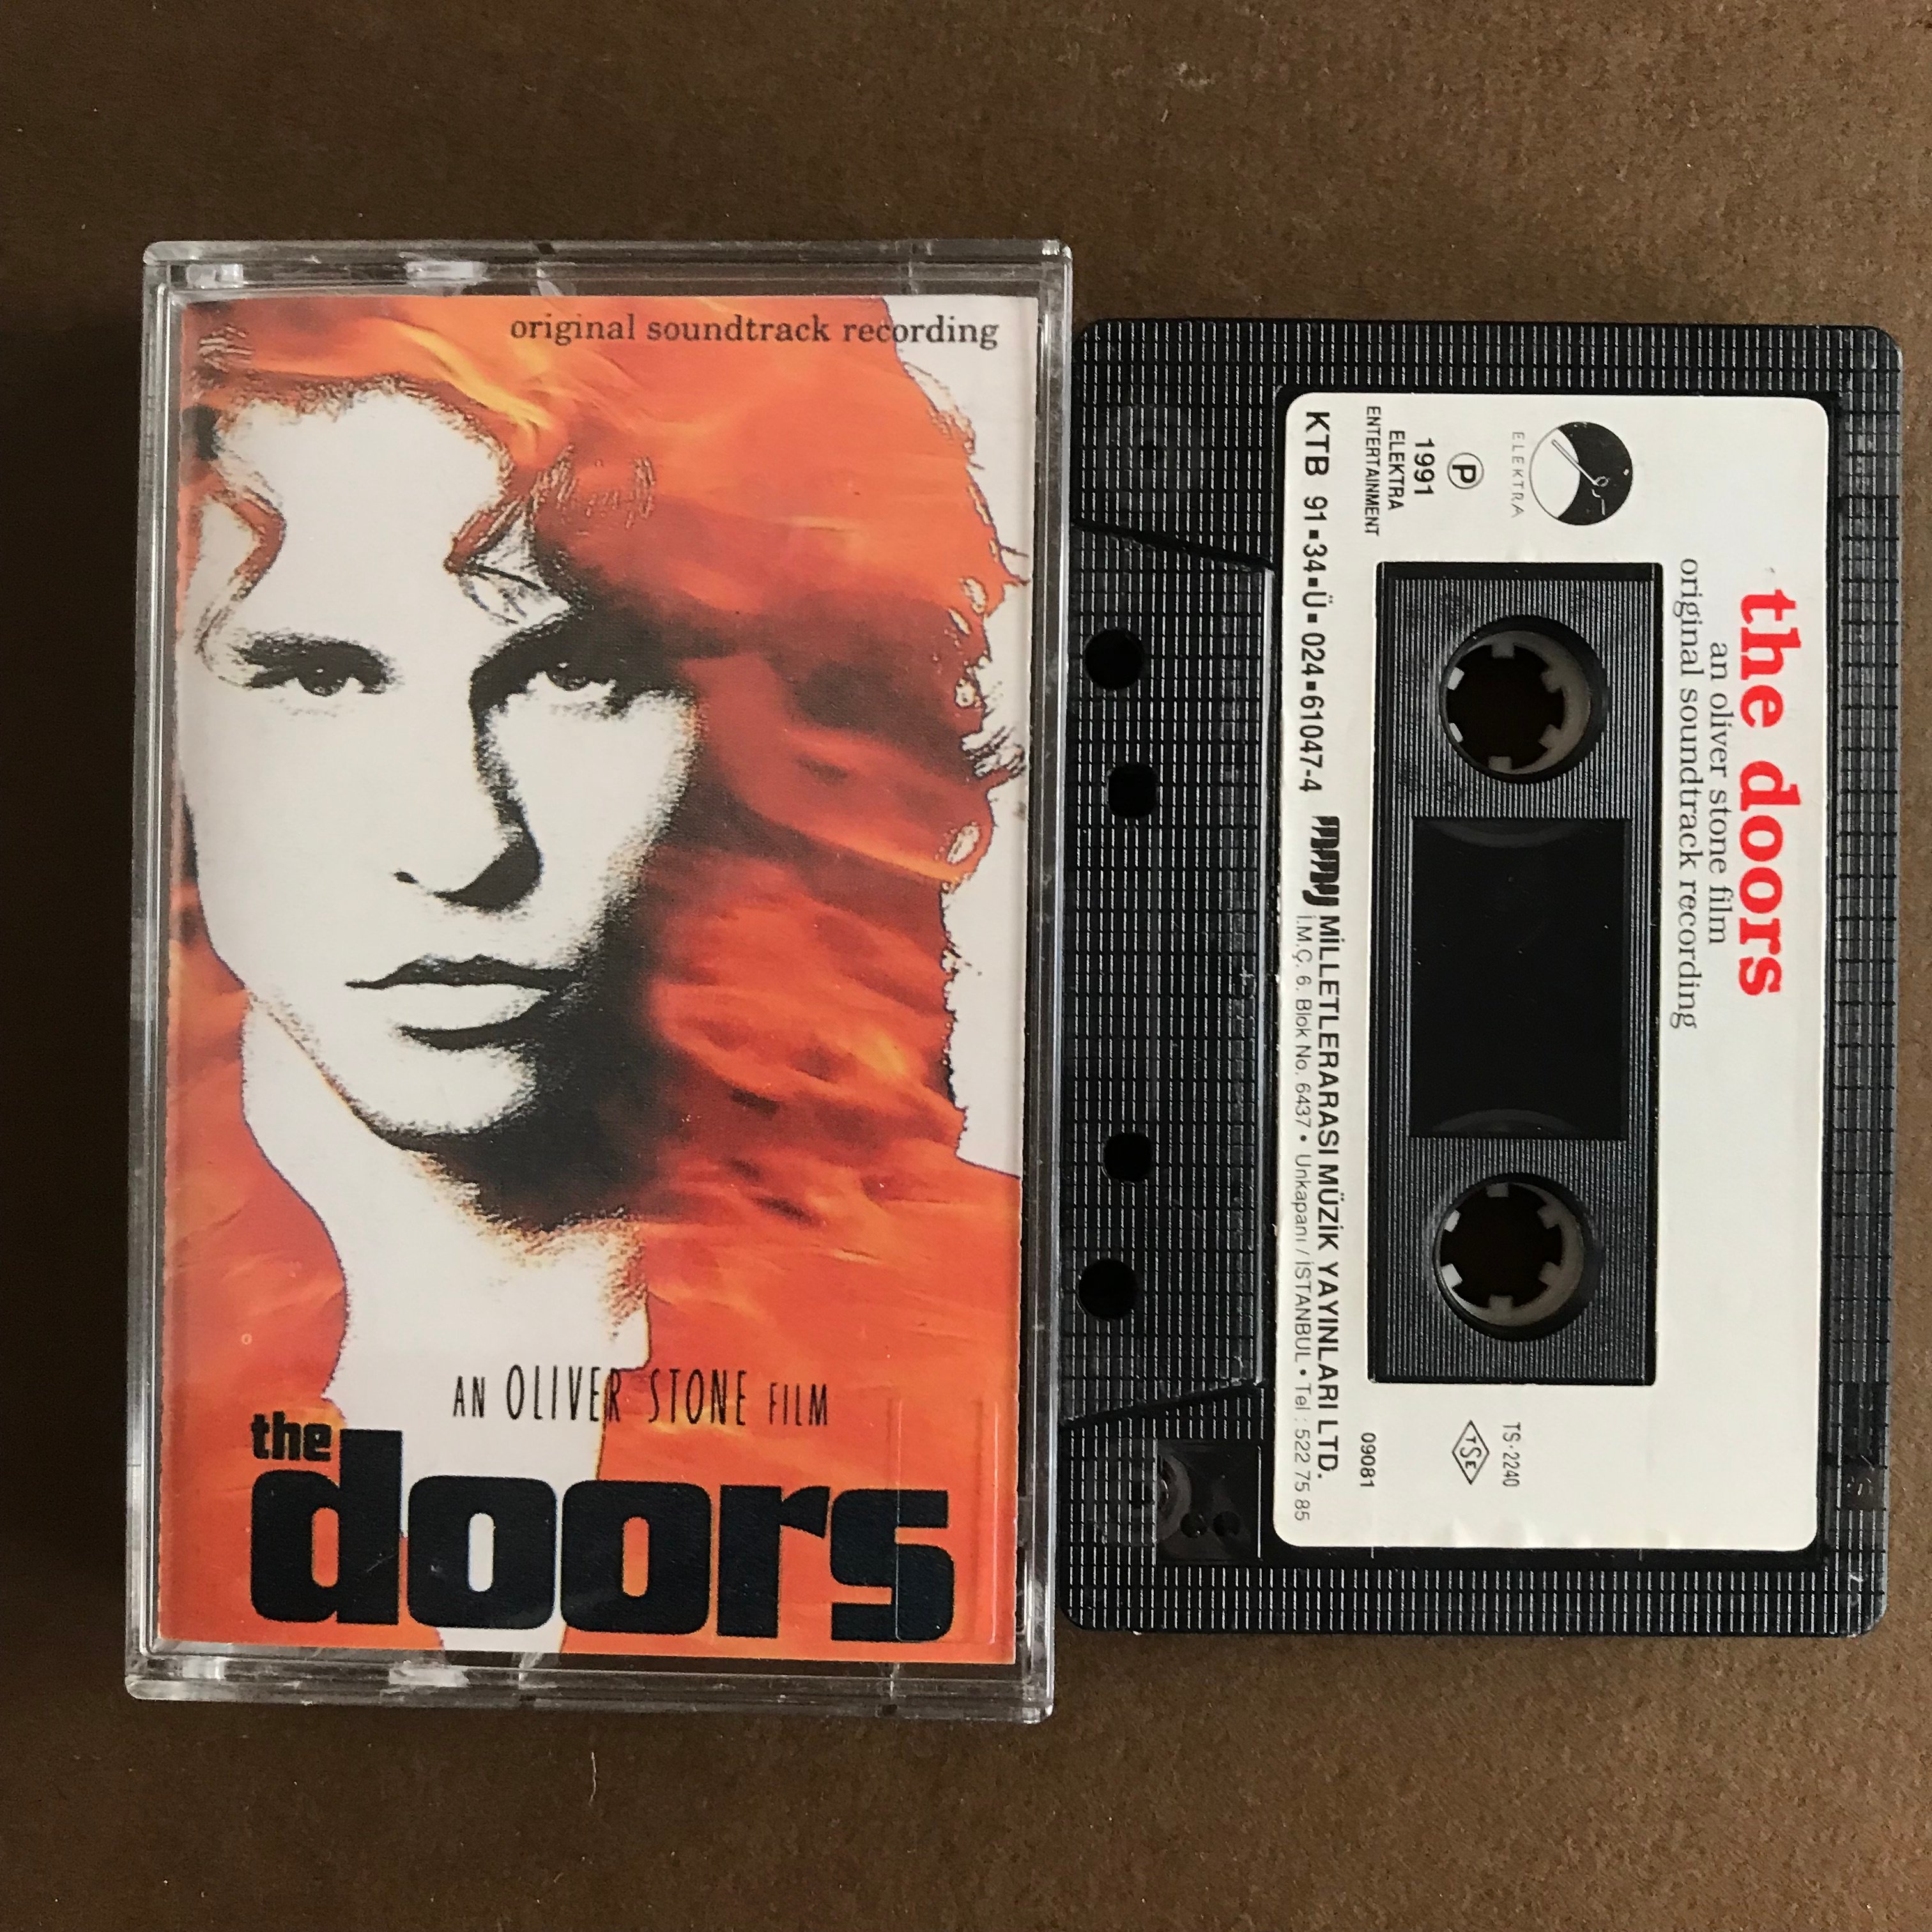 original soundtrack recording
AN OLIVER STONE FILM
the
doors
the doors
an oliver stone film
original soundtrack recording
ELEKTRA
P
1991
ELEKTRA
ENTERTAINMENT
TS-2240
TSE
09081
KTB 91▪34▪Ü▪024▪61047-4
MMY MİLLETLERARASI MÜZİK YAYINLARI LTD.
İ.M.Ç. 6. Blok No. 6437 • Unkapanı / İSTANBUL • Tel : 522 75 85